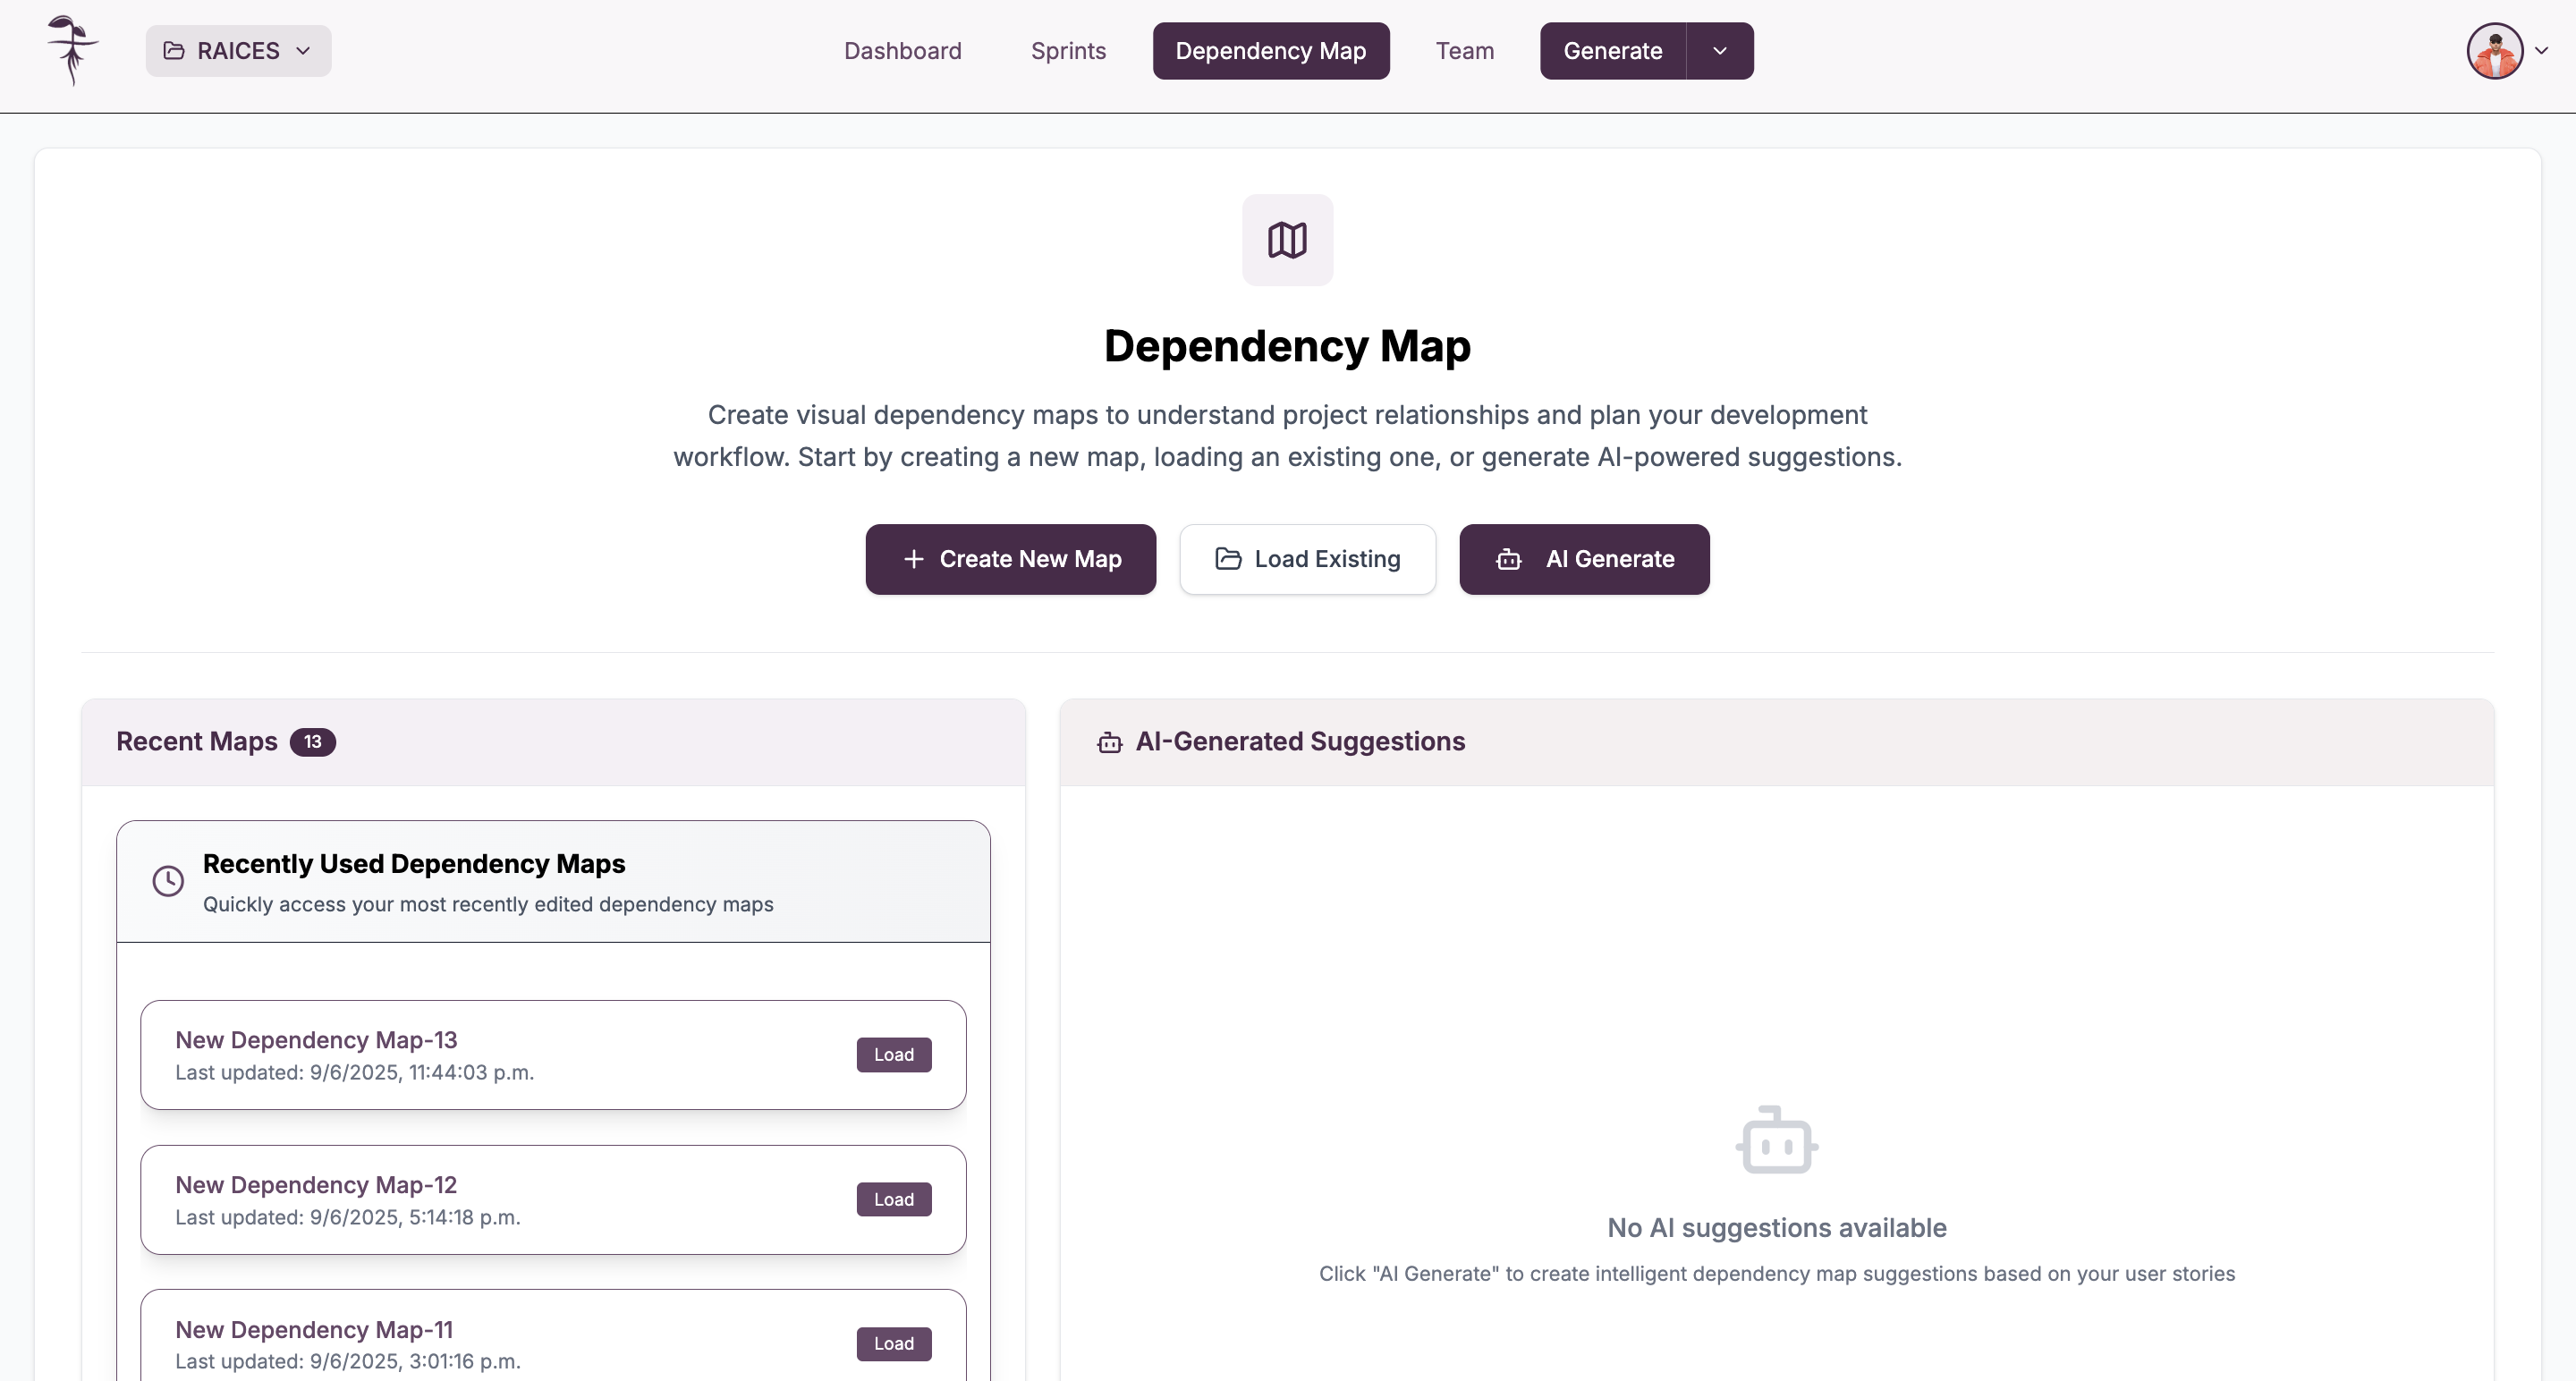 RAICES
Dashboard
Sprints
Dependency Map
Team
Generate
Dependency Map
Create visual dependency maps to understand project relationships and plan your development
workflow. Start by creating a new map, loading an existing one, or generate AI-powered suggestions.
Create New Map
Load Existing
AI Generate
Recent Maps 13
Recently Used Dependency Maps
Quickly access your most recently edited dependency maps
New Dependency Map-13
Last updated: 9/6/2025, 11:44:03 p.m.
Load
New Dependency Map-12
Last updated: 9/6/2025, 5:14:18 p.m.
Load
New Dependency Map-11
Last updated: 9/6/2025, 3:01:16 p.m.
Load
AI-Generated Suggestions
No AI suggestions available
Click "AI Generate" to create intelligent dependency map suggestions based on your user stories